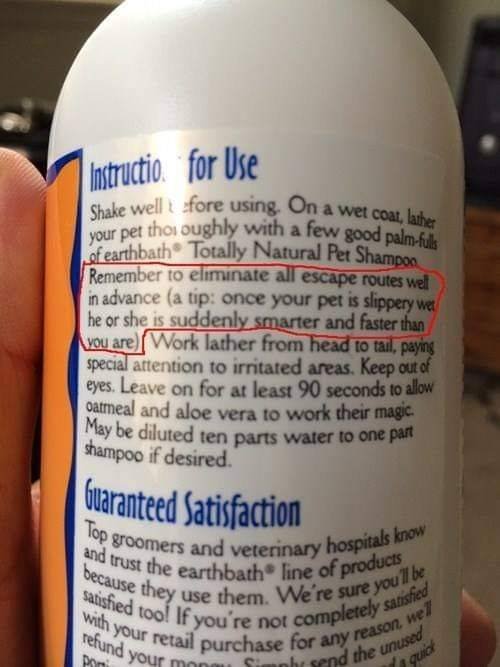 Instructio for Use
Shake well before using. On a wet coat, lather
your pet thoroughly with a few good palm-fulls
of earthbath® Totally Natural Pet Shampoo.
Remember to eliminate all escape routes well
in advance (a tip: once your pet is slippery wet
he or she is suddenly smarter and faster than
you are) Work lather from head to tail, paying
special attention to irritated areas. Keep out of
eyes. Leave on for at least 90 seconds to allow
oatmeal and aloe vera to work their magic.
May be diluted ten parts water to one part
shampoo if desired.
Guaranteed Satisfaction
Top groomers and veterinary hospitals know
and trust the earthbath® line of products
because they use them. We're sure you'll be
satisfied too! If you're not completely satisfied
with your retail purchase for any reason, we'll
refund your money. Simply send the unused
quick